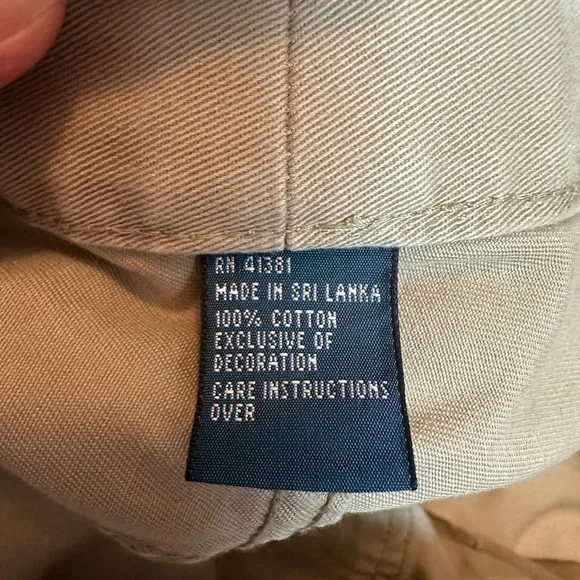 RN 41381
MADE IN SRI LANKA
100% COTTON
EXCLUSIVE OF
DECORATION
CARE INSTRUCTIONS
OVER